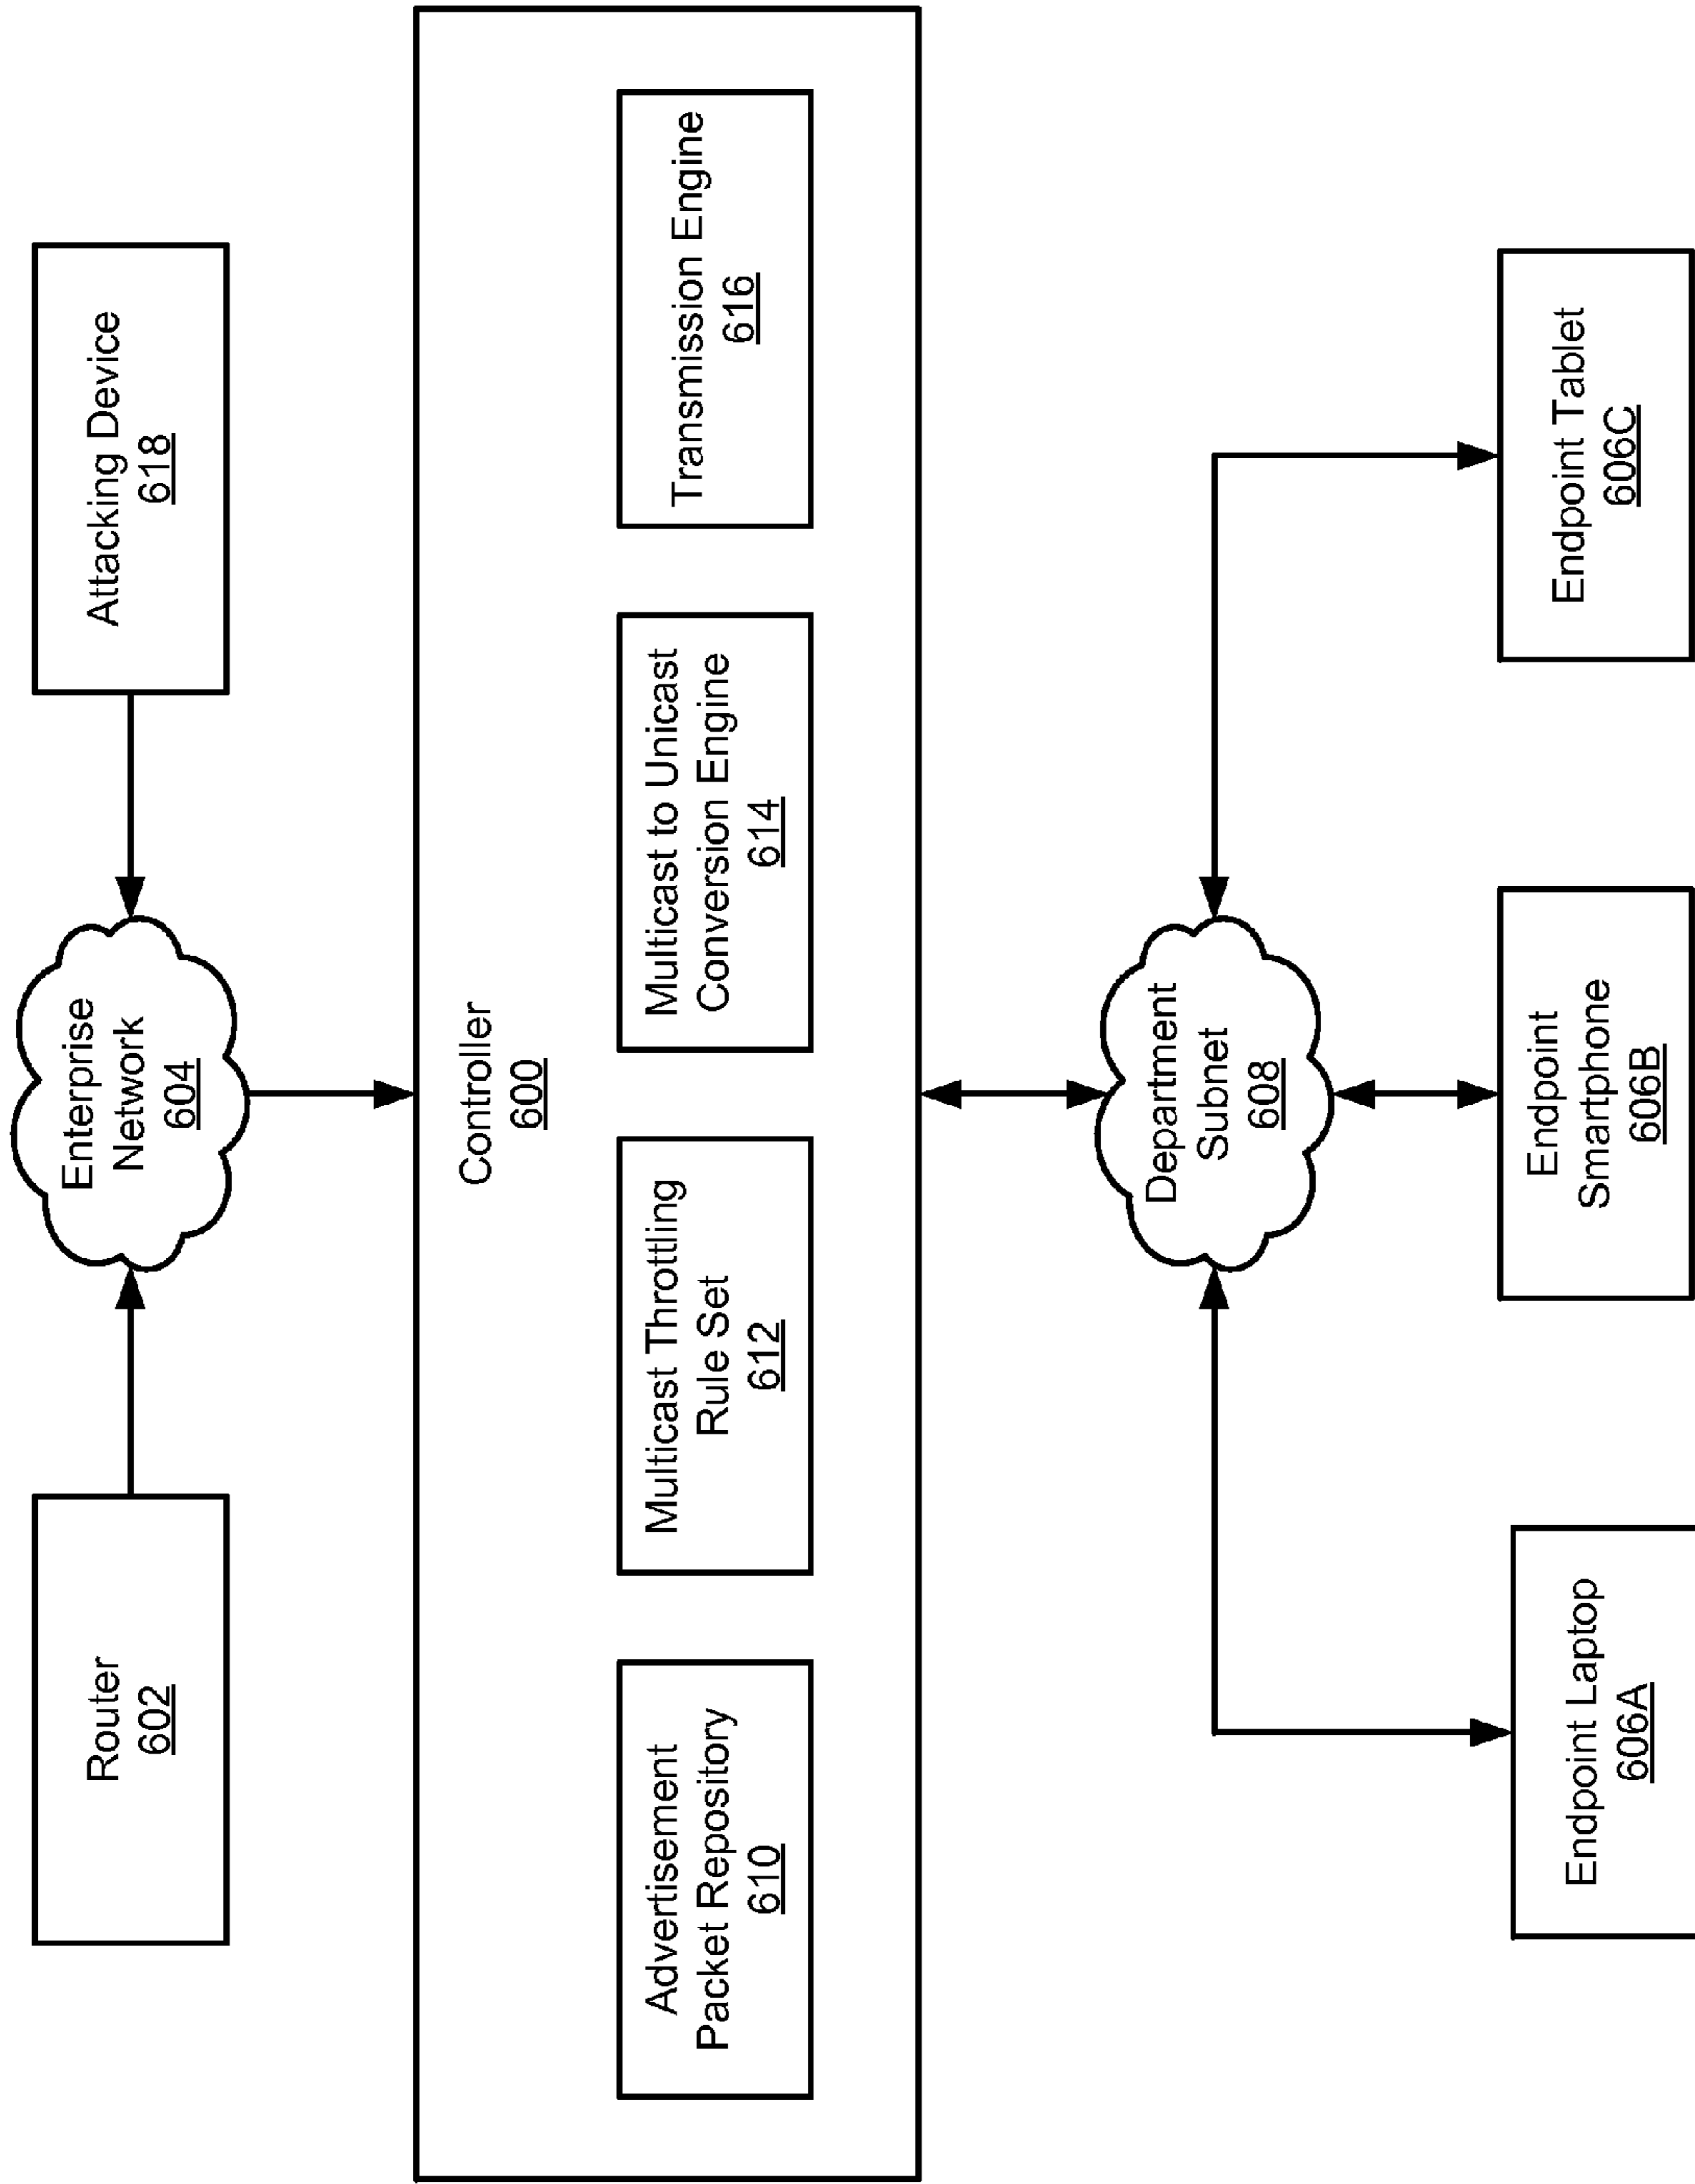 Router
602
Enterprise
Network
604
Attacking Device
618
Controller
600
Advertisement
Packet Repository
610
Multicast Throttling
Rule Set
612
Multicast to Unicast
Conversion Engine
614
Transmission Engine
616
Department
Subnet
608
Endpoint Laptop
606A
Endpoint
Smartphone
606B
Endpoint Tablet
606C